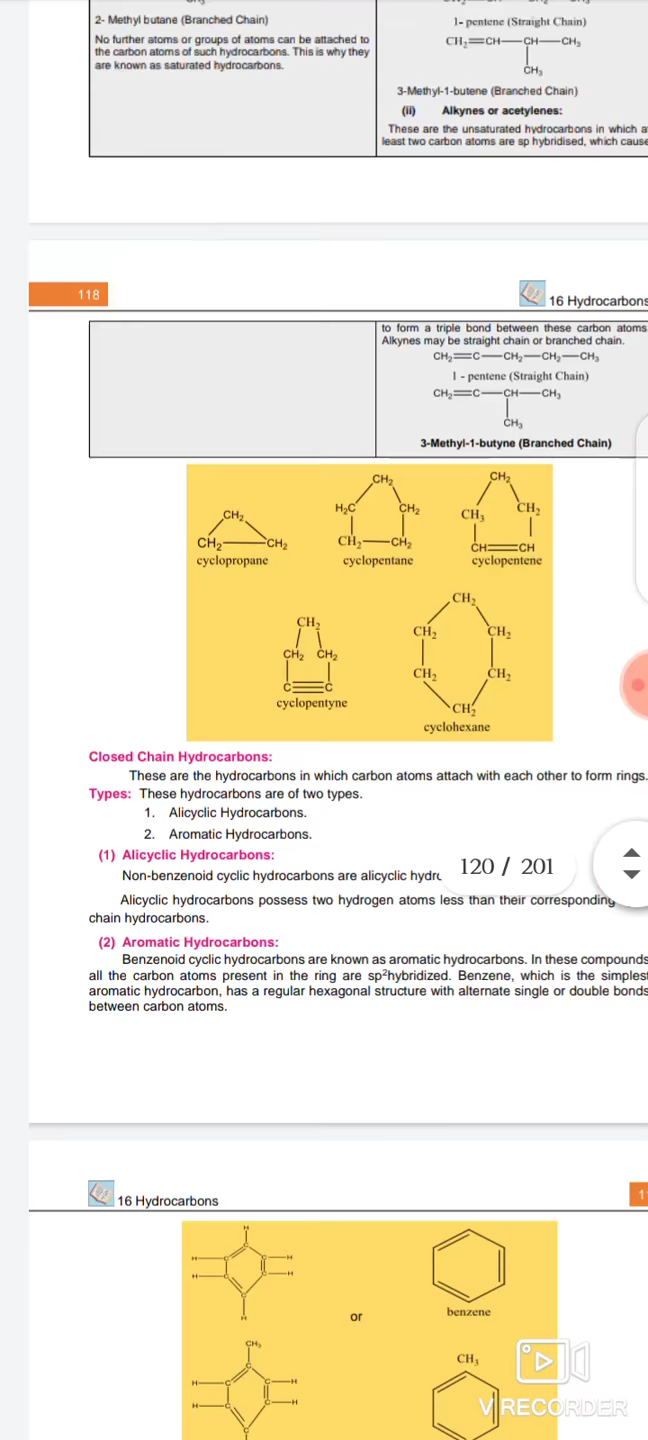 2- Methyl butane (Branched Chain)
No further atoms or groups of atoms can be attached to
the carbon atoms of such hydrocarbons. This is why they
are known as saturated hydrocarbons.
1- pentene (Straight Chain)
CH₂═CH—CH—CH₃
CH₃
3-Methyl-1-butene (Branched Chain)
(ii) Alkynes or acetylenes:
These are the unsaturated hydrocarbons in which a
least two carbon atoms are sp hybridised, which cause
118
16 Hydrocarbons
to form a triple bond between these carbon atoms
Alkynes may be straight chain or branched chain.
CH₂═C—CH₂—CH₂—CH₃
1 - pentene (Straight Chain)
CH₂═C—CH—CH₃
CH₃
3-Methyl-1-butyne (Branched Chain)
CH₂
CH₂ CH₂
cyclopropane
CH₂
H₂C CH₂
CH₂—CH₂
cyclopentane
CH₂
CH₃ CH₂
CH═CH
cyclopentene
CH₂
CH₂ CH₂
C≡C
cyclopentyne
CH₂
CH₂ CH₂
CH₂ CH₂
CH₂
cyclohexane
Closed Chain Hydrocarbons:
These are the hydrocarbons in which carbon atoms attach with each other to form rings.
Types: These hydrocarbons are of two types.
1. Alicyclic Hydrocarbons.
2. Aromatic Hydrocarbons.
(1) Alicyclic Hydrocarbons:
Non-benzenoid cyclic hydrocarbons are alicyclic hydr
120 / 201
Alicyclic hydrocarbons possess two hydrogen atoms less than their corresponding
chain hydrocarbons.
(2) Aromatic Hydrocarbons:
Benzenoid cyclic hydrocarbons are known as aromatic hydrocarbons. In these compounds
all the carbon atoms present in the ring are sp²hybridized. Benzene, which is the simplest
aromatic hydrocarbon, has a regular hexagonal structure with alternate single or double bonds
between carbon atoms.
16 Hydrocarbons
1
H
C
H C C H
H C C H
C
H
or
benzene
CH₃
C
H C C H
H C C H
C
CH₃
V RECORDER